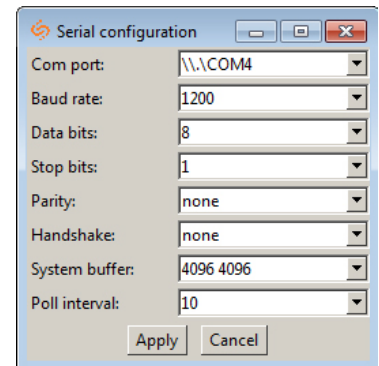 Serial configuration
Com port: \\.\COM4
Baud rate: 1200
Data bits: 8
Stop bits: 1
Parity: none
Handshake: none
System buffer: 4096 4096
Poll interval: 10
Apply Cancel